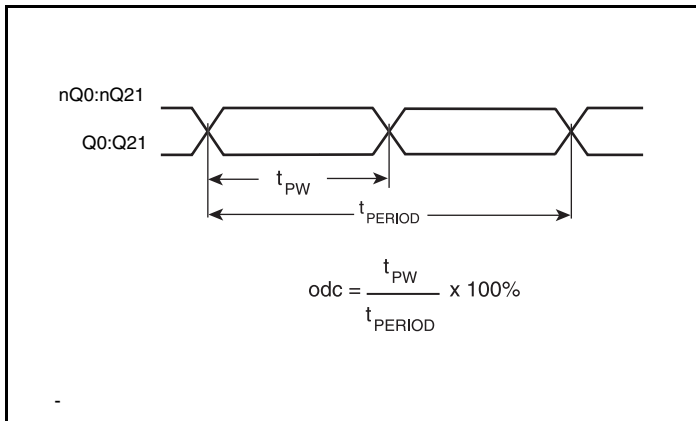 nQ0:nQ21
Q0:Q21
tPW
tPERIOD
odc = tPW / tPERIOD x 100%
-